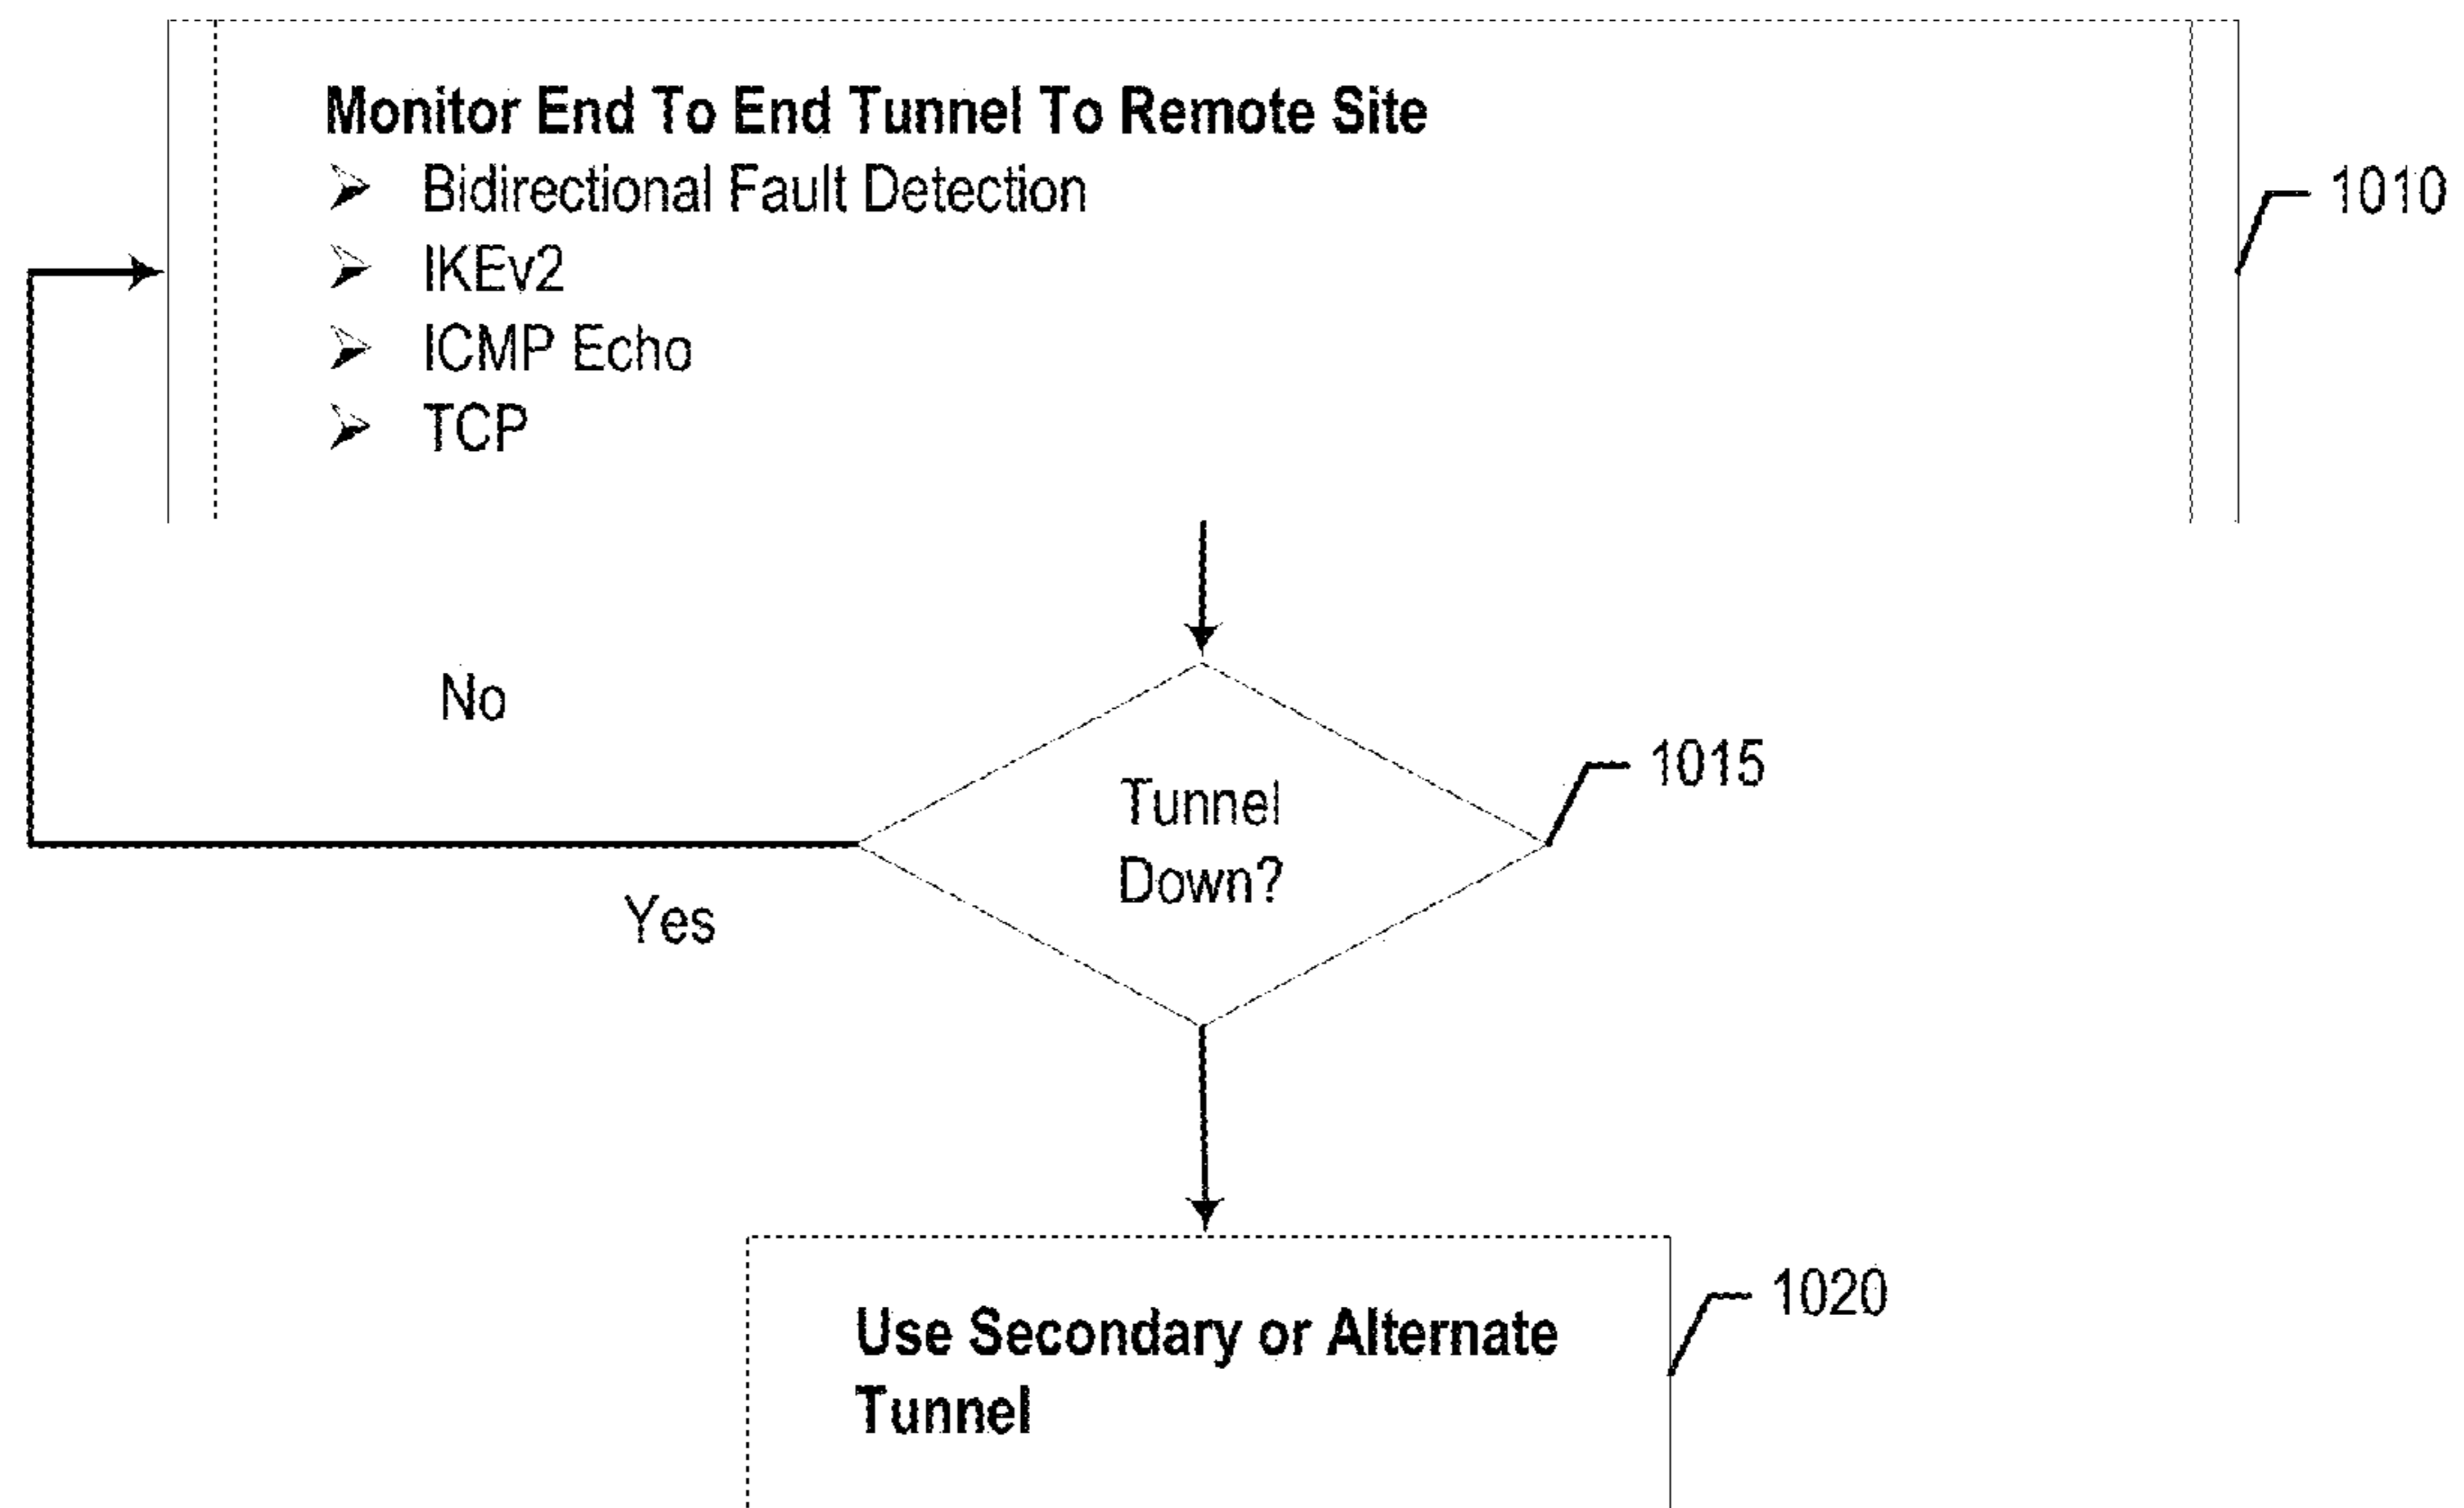 Monitor End To End Tunnel To Remote Site
➢ Bidirectional Fault Detection
➢ IKEv2
➢ ICMP Echo
➢ TCP
1010
No
Tunnel
Down?
1015
Yes
Use Secondary or Alternate
Tunnel
1020